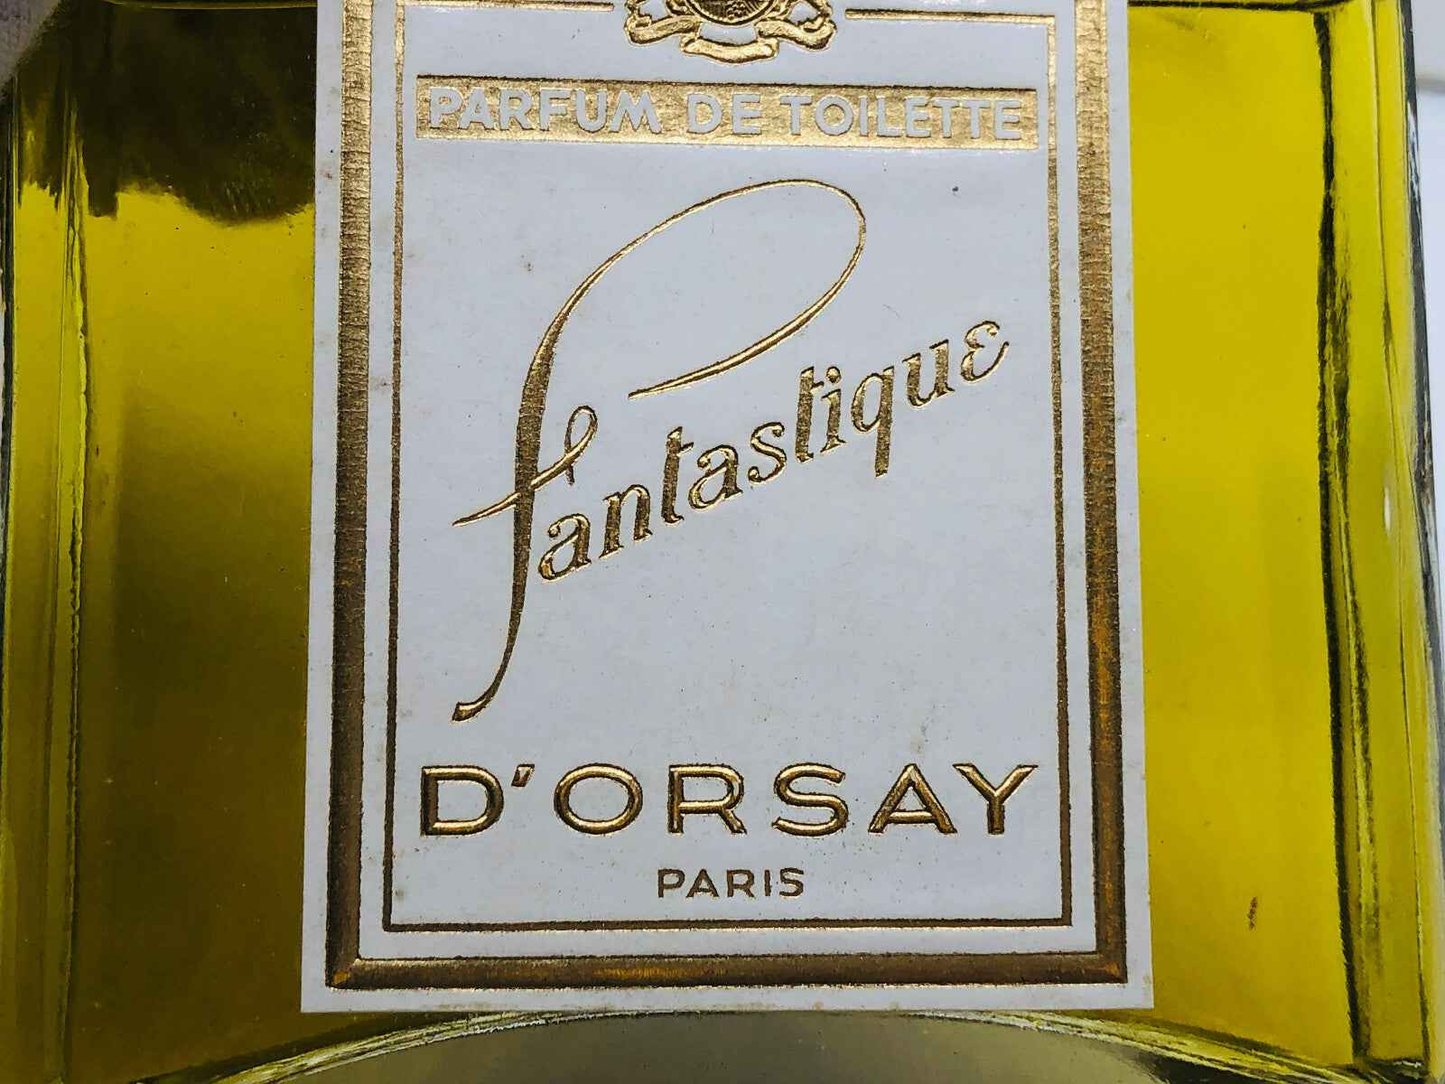 PARFUM DE TOILETTE
fantastique
D'ORSAY
PARIS